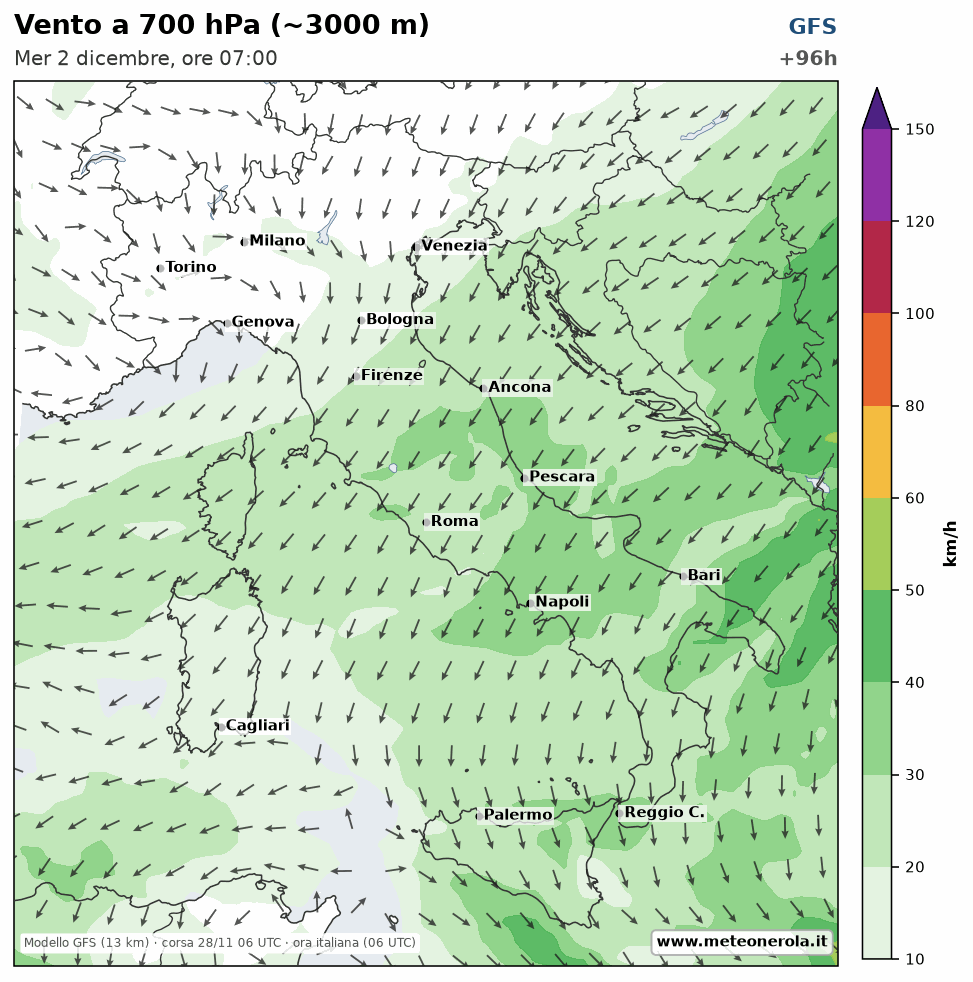 Vento a 700 hPa (~3000 m)
GFS
Mer 2 dicembre, ore 07:00
+96h
150
120
100
80
60
50
40
30
20
10
km/h
Milano
Venezia
Torino
Genova
Bologna
Firenze
Ancona
Pescara
Roma
Bari
Napoli
Cagliari
Palermo
Reggio C.
Modello GFS (13 km) · corsa 28/11 06 UTC · ora italiana (06 UTC)
www.meteonerola.it